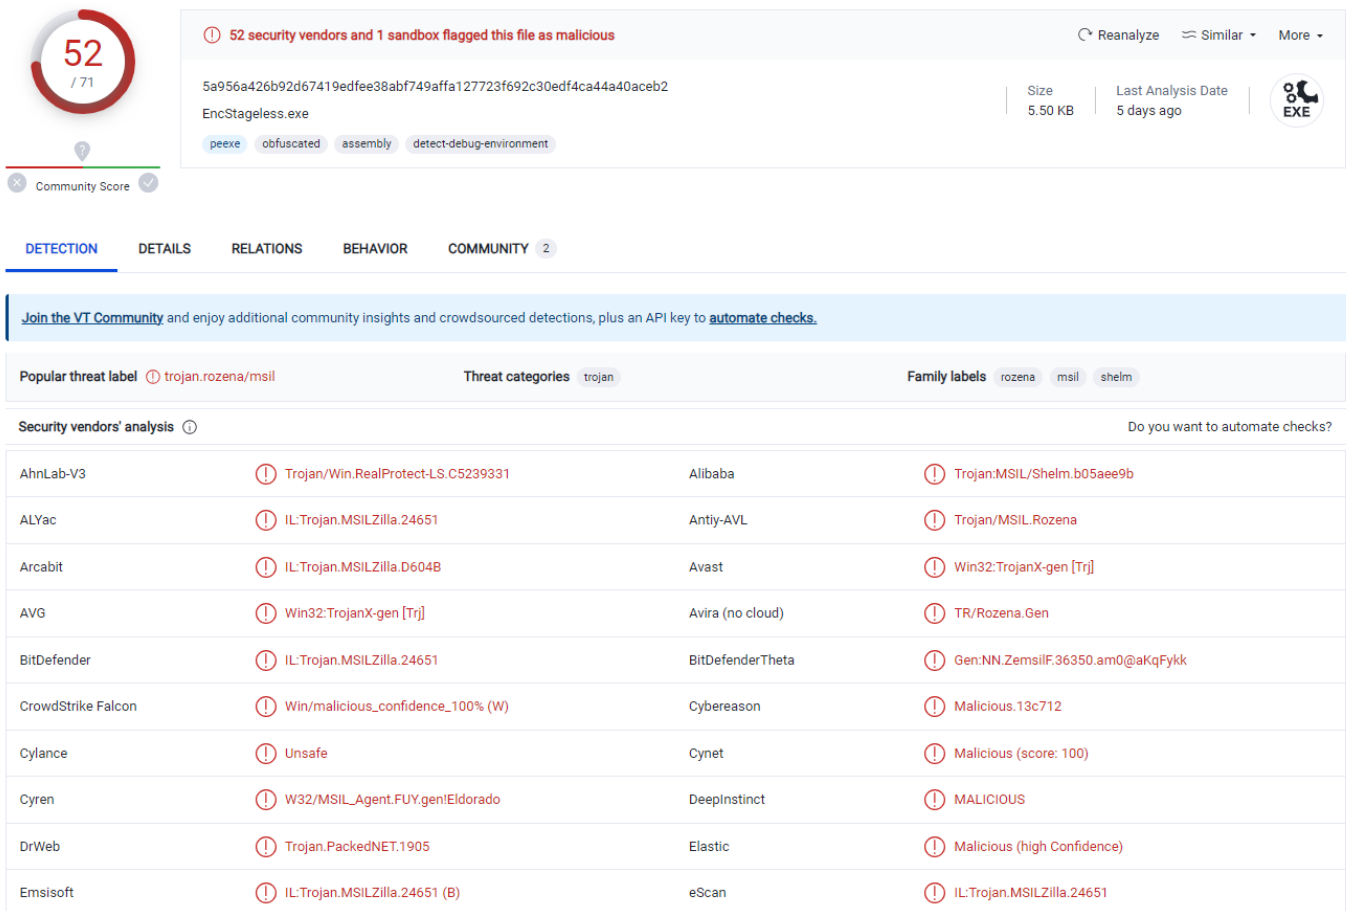 52
/ 71
Community Score
52 security vendors and 1 sandbox flagged this file as malicious
Reanalyze Similar More
5a956a426b92d67419edfee38abf749affa127723f692c30edf4ca44a40aceb2
EncStageless.exe
peexe obfuscated assembly detect-debug-environment
Size
5.50 KB
Last Analysis Date
5 days ago
EXE
DETECTION DETAILS RELATIONS BEHAVIOR COMMUNITY 2
Join the VT Community and enjoy additional community insights and crowdsourced detections, plus an API key to automate checks.
Popular threat label trojan.rozena/msil Threat categories trojan Family labels rozena msil shelm
Security vendors' analysis Do you want to automate checks?
AhnLab-V3 Trojan/Win.RealProtect-LS.C5239331 Alibaba Trojan:MSIL/Shelm.b05aee9b
ALYac IL:Trojan.MSILZilla.24651 Antiy-AVL Trojan/MSIL.Rozena
Arcabit IL:Trojan.MSILZilla.D604B Avast Win32:TrojanX-gen [Trj]
AVG Win32:TrojanX-gen [Trj] Avira (no cloud) TR/Rozena.Gen
BitDefender IL:Trojan.MSILZilla.24651 BitDefenderTheta Gen:NN.ZemsilF.36350.am0@aKqFykk
CrowdStrike Falcon Win/malicious_confidence_100% (W) Cybereason Malicious.13c712
Cylance Unsafe Cynet Malicious (score: 100)
Cyren W32/MSIL_Agent.FUY.gen!Eldorado DeepInstinct MALICIOUS
DrWeb Trojan.PackedNET.1905 Elastic Malicious (high Confidence)
Emsisoft IL:Trojan.MSILZilla.24651 (B) eScan IL:Trojan.MSILZilla.24651